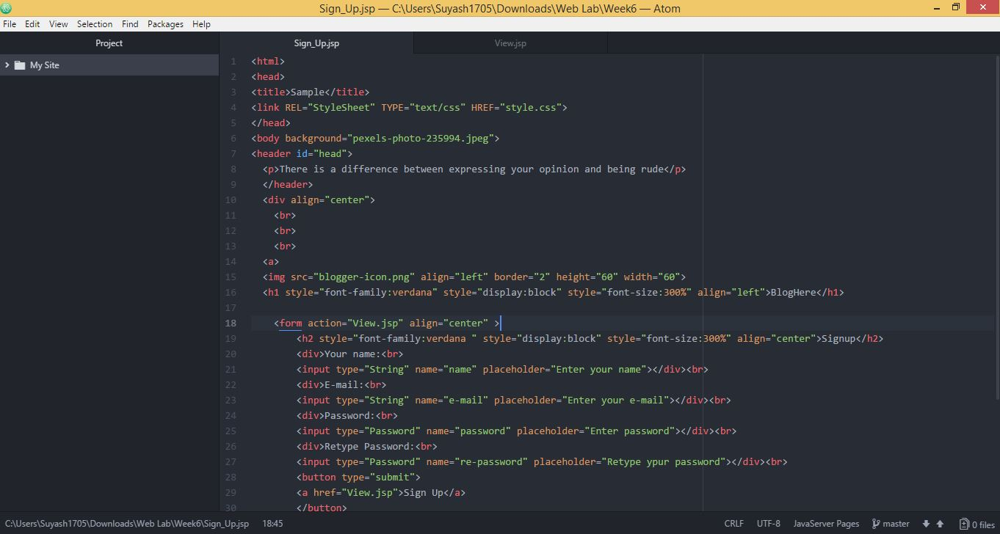 Sign_Up.jsp — C:\Users\Suyash1705\Downloads\Web Lab\Week6 — Atom
File Edit View Selection Find Packages Help
Project
My Site
Sign_Up.jsp View.jsp
1 <html>
2 <head>
3 <title>Sample</title>
4 <link REL="StyleSheet" TYPE="text/css" HREF="style.css">
5 </head>
6 <body background="pexels-photo-235994.jpeg">
7 <header id="head">
8 <p>There is a difference between expressing your opinion and being rude</p>
9 </header>
10 <div align="center">
11 <br>
12 <br>
13 <br>
14 <a>
15 <img src="blogger-icon.png" align="left" border="2" height="60" width="60">
16 <h1 style="font-family:verdana" style="display:block" style="font-size:300%" align="left">BlogHere</h1>
17
18 <form action="View.jsp" align="center" >
19 <h2 style="font-family:verdana " style="display:block" style="font-size:300%" align="center">Signup</h2>
20 <div>Your name:<br>
21 <input type="String" name="name" placeholder="Enter your name"></div><br>
22 <div>E-mail:<br>
23 <input type="String" name="e-mail" placeholder="Enter your e-mail"></div><br>
24 <div>Password:<br>
25 <input type="Password" name="password" placeholder="Enter password"></div><br>
26 <div>Retype Password:<br>
27 <input type="Password" name="re-password" placeholder="Retype ypur password"></div><br>
28 <button type="submit">
29 <a href="View.jsp">Sign Up</a>
30 </button>
C:\Users\Suyash1705\Downloads\Web Lab\Week6\Sign_Up.jsp 18:45 CRLF UTF-8 JavaServer Pages master 0 files